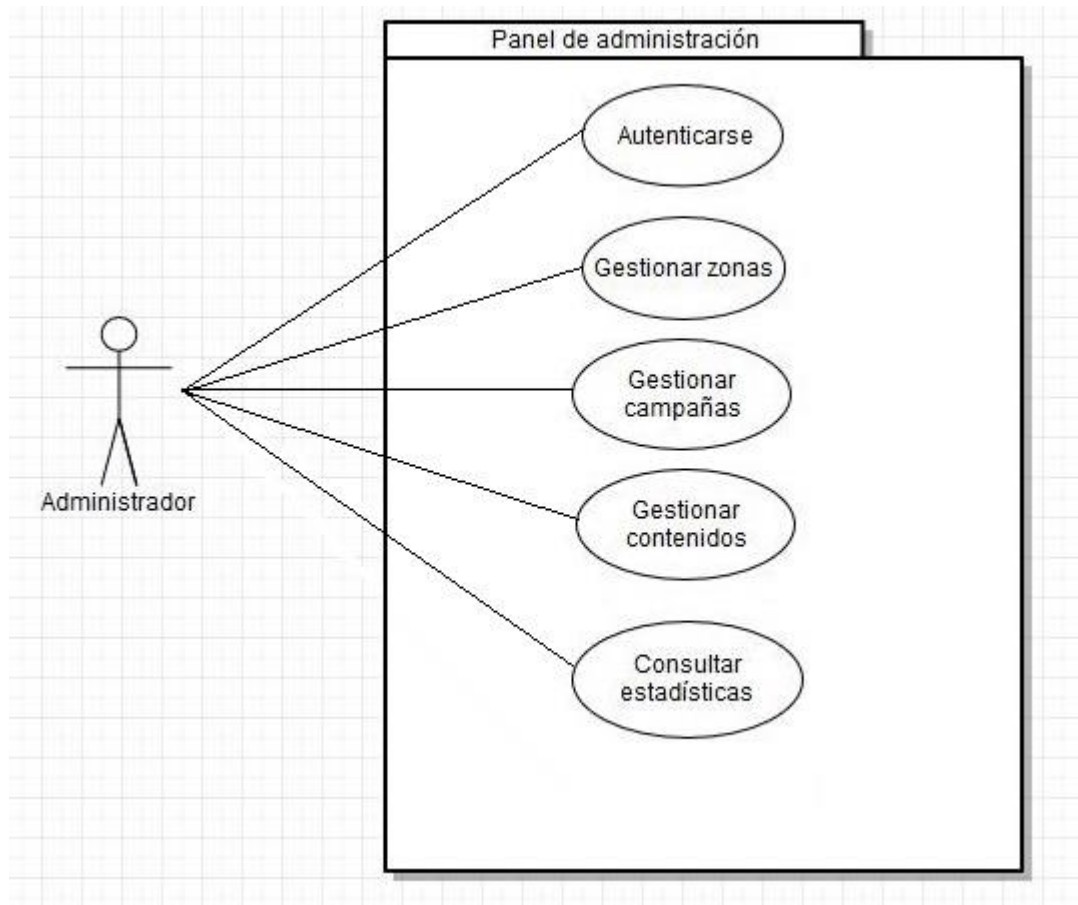 Panel de administración
Autenticarse
Gestionar zonas
Gestionar
campañas
Gestionar
contenidos
Consultar
estadísticas
Administrador